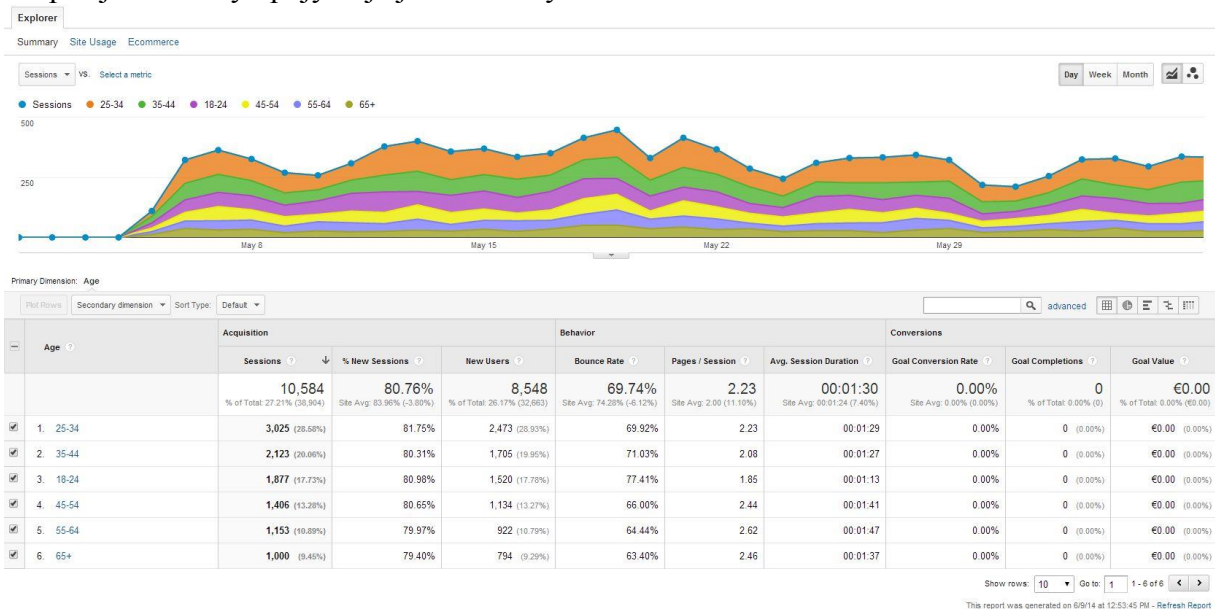 Explorer
Summary Site Usage Ecommerce
Sessions VS. Select a metric
Day Week Month
Sessions 25-34 35-44 18-24 45-54 55-64 65+
500
250
May 8 May 15 May 22 May 29
Primary Dimension: Age
Plot Rows Secondary dimension Sort Type: Default advanced
Age Acquisition Behavior Conversions
Sessions % New Sessions New Users Bounce Rate Pages / Session Avg. Session Duration Goal Conversion Rate Goal Completions Goal Value
10,584 80.76% 8,548 69.74% 2.23 00:01:30 0.00% 0 €0.00
% of Total: 27.21% (38,904) Site Avg: 83.96% (-3.80%) % of Total: 26.17% (32,663) Site Avg: 74.28% (-6.12%) Site Avg: 2.00 (11.10%) Site Avg: 00:01:24 (7.40%) Site Avg: 0.00% (0.00%) % of Total: 0.00% (0) % of Total: 0.00% (€0.00)
1. 25-34 3,025 (28.58%) 81.75% 2,473 (28.93%) 69.92% 2.23 00:01:29 0.00% 0 (0.00%) €0.00 (0.00%)
2. 35-44 2,123 (20.06%) 80.31% 1,705 (19.95%) 71.03% 2.08 00:01:27 0.00% 0 (0.00%) €0.00 (0.00%)
3. 18-24 1,877 (17.73%) 80.98% 1,520 (17.78%) 77.41% 1.85 00:01:13 0.00% 0 (0.00%) €0.00 (0.00%)
4. 45-54 1,406 (13.28%) 80.65% 1,134 (13.27%) 66.00% 2.44 00:01:41 0.00% 0 (0.00%) €0.00 (0.00%)
5. 55-64 1,153 (10.89%) 79.97% 922 (10.79%) 64.44% 2.62 00:01:47 0.00% 0 (0.00%) €0.00 (0.00%)
6. 65+ 1,000 (9.45%) 79.40% 794 (9.29%) 63.40% 2.46 00:01:37 0.00% 0 (0.00%) €0.00 (0.00%)
Show rows: 10 Go to: 1 1 - 6 of 6
This report was generated on 6/9/14 at 12:53:45 PM - Refresh Report